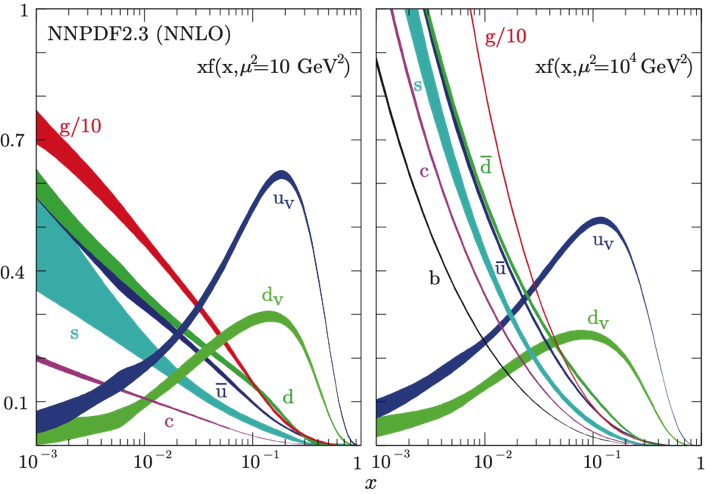 NNPDF2.3 (NNLO)
xf(x,μ²=10 GeV²)
g/10
u_v
d_v
s
ū
d
c
1
0.7
0.4
0.1
10⁻³
10⁻²
10⁻¹
1
xf(x,μ²=10⁴ GeV²)
g/10
s
d̄
c
ū
b
u_v
d_v
10⁻³
10⁻²
10⁻¹
1
x